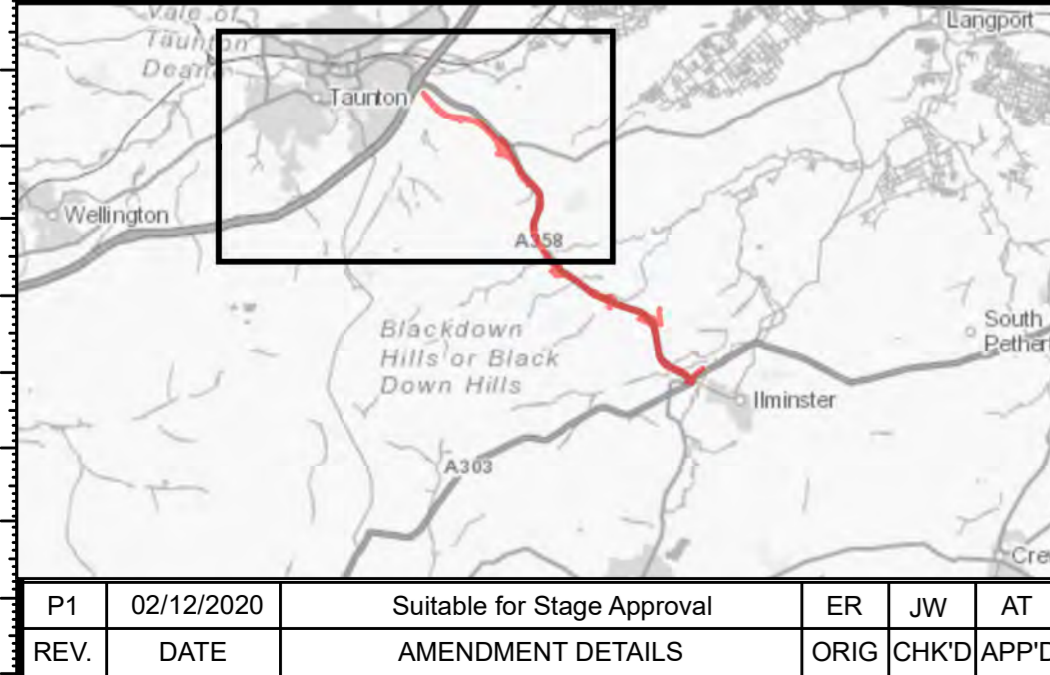 Vale of
Taunton
Deane
Langport
Taunton
Wellington
A358
Blackdown
Hills or Black
Down Hills
South
Pether
Ilminster
A303
Cre
P1 02/12/2020 Suitable for Stage Approval ER JW AT
REV. DATE AMENDMENT DETAILS ORIG CHK'D APP'D